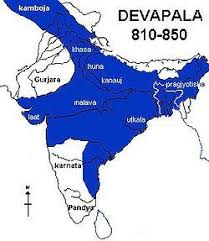 DEVAPALA
810-850
kamboja
khasa
huna
Gurjara
kanauj
pragjyotisha
malava
laat
utkala
karnata
Pandya